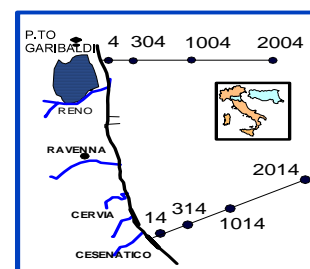 P.TO
GARIBALDI
4 304 1004 2004
RENO
RAVENNA
2014
CERVIA
14 314 1014
CESENATICO